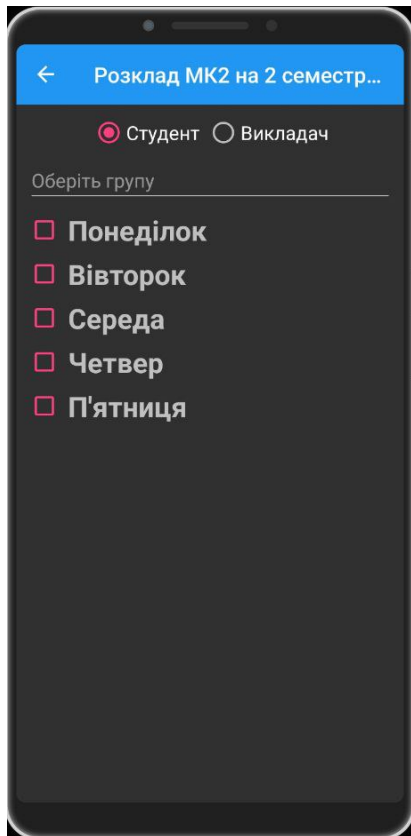 Розклад МК2 на 2 семестр...
Студент Викладач
Оберіть групу
Понеділок
Вівторок
Середа
Четвер
П'ятниця